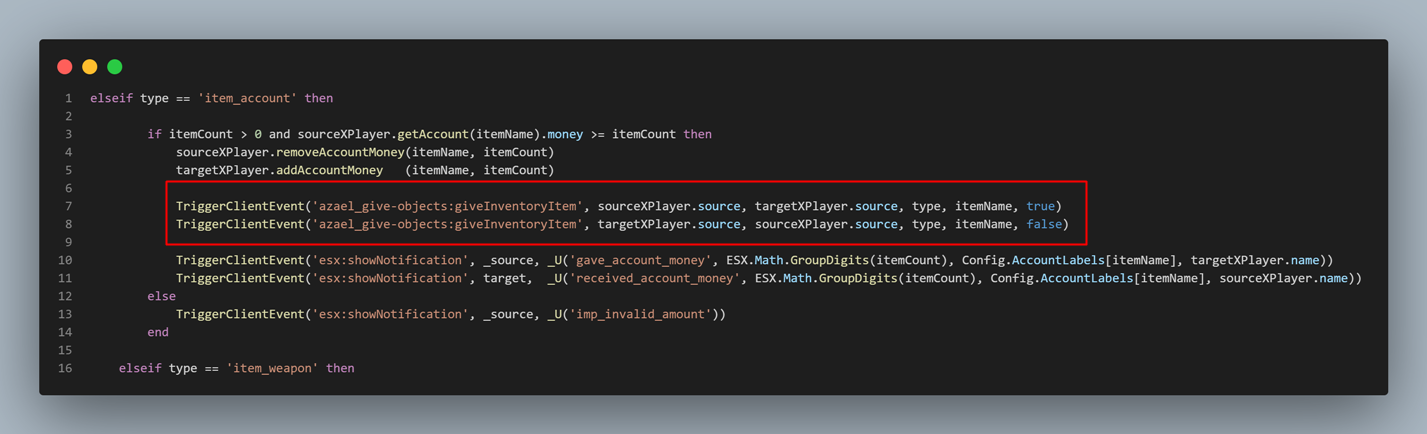 1 elseif type == 'item_account' then
2
3 if itemCount > 0 and sourceXPlayer.getAccount(itemName).money >= itemCount then
4 sourceXPlayer.removeAccountMoney(itemName, itemCount)
5 targetXPlayer.addAccountMoney   (itemName, itemCount)
6
7 TriggerClientEvent('azael_give-objects:giveInventoryItem', sourceXPlayer.source, targetXPlayer.source, type, itemName, true)
8 TriggerClientEvent('azael_give-objects:giveInventoryItem', targetXPlayer.source, sourceXPlayer.source, type, itemName, false)
9
10 TriggerClientEvent('esx:showNotification', _source, _U('gave_account_money', ESX.Math.GroupDigits(itemCount), Config.AccountLabels[itemName], targetXPlayer.name))
11 TriggerClientEvent('esx:showNotification', target,  _U('received_account_money', ESX.Math.GroupDigits(itemCount), Config.AccountLabels[itemName], sourceXPlayer.name))
12 else
13 TriggerClientEvent('esx:showNotification', _source, _U('imp_invalid_amount'))
14 end
15
16 elseif type == 'item_weapon' then